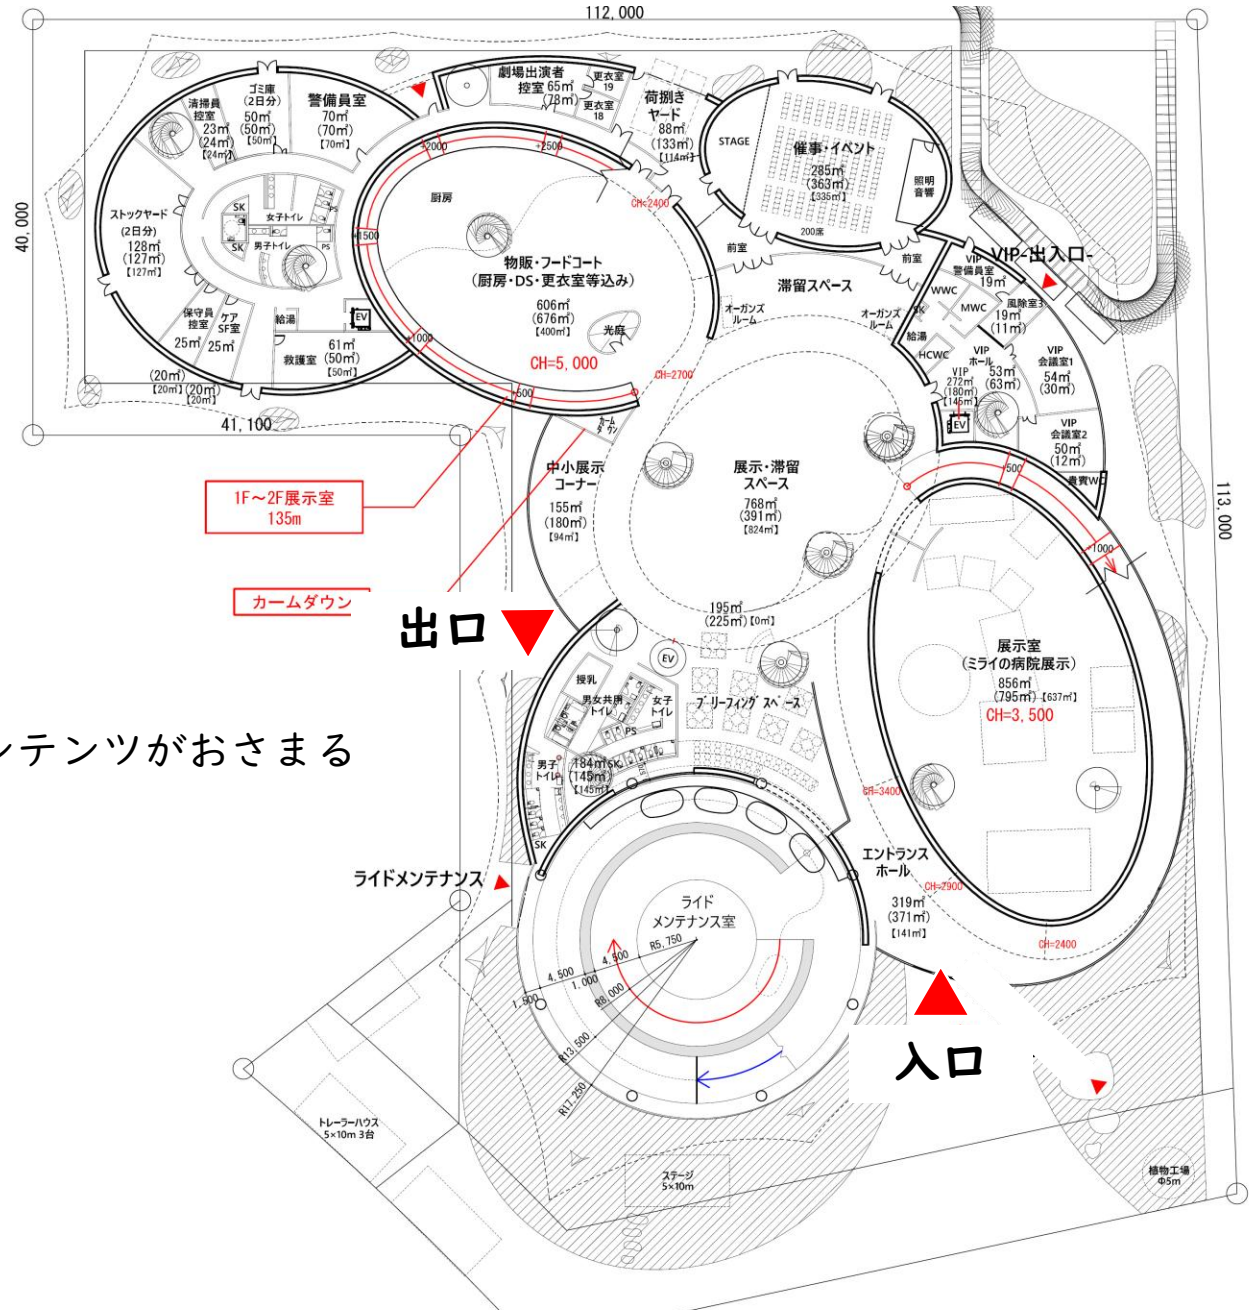 112,000
40,000
41,100
113,000
清掃員
控室
23㎡
(24㎡)
【24㎡】
ゴミ庫
(2日分)
50㎡
(50㎡)
【50㎡】
警備員室
70㎡
(70㎡)
【70㎡】
劇場出演者
控室 65㎡
(73㎡)
更衣室
19
更衣室
18
荷捌き
ヤード
88㎡
(133㎡)
【114㎡】
STAGE
催事・イベント
285㎡
(363㎡)
【335㎡】
照明
音響
200席
ストックヤード
(2日分)
128㎡
(127㎡)
【127㎡】
SK
女子トイレ
PS
SK
男子トイレ
PS
保守員
控室
25㎡
ケア
SF室
25㎡
給湯
EV
救護室
61㎡
(50㎡)
【50㎡】
(20㎡)
【20㎡】
(20㎡)
【20㎡】
+2000
+2500
+1500
+1000
+500
厨房
物販・フードコート
(厨房・DS・更衣室等込み)
606㎡
(676㎡)
【400㎡】
光庭
CH=5,000
CH=2400
CH=2700
前室
前室
滞留スペース
オーガンズ
ルーム
オーガンズ
ルーム
VIP-出入口-
VIP
警備員室
19㎡
WWC
MWC
SK
給湯
HCWC
風除室3
19㎡
(11㎡)
VIP
ホール
53㎡
(63㎡)
VIP
272㎡
(180㎡)
【145㎡】
EV
VIP
会議室1
54㎡
(30㎡)
VIP
会議室2
50㎡
(12㎡)
貴賓WC
+500
+1000
1F～2F展示室
135m
カームダウン
カーム
ダウン
中小展示
コーナー
155㎡
(180㎡)
【94㎡】
展示・滞留
スペース
768㎡
(391㎡)
【824㎡】
出口
195㎡
(225㎡)【0㎡】
EV
授乳
男女共用
トイレ
女子
トイレ
PS
ブリーフィングスペース
男子
トイレ
184㎡
SK
(145㎡)
【145㎡】
SK
展示室
(ミライの病院展示)
856㎡
(795㎡)【637㎡】
CH=3,500
CH=3400
CH=2900
CH=2400
ンテンツがおさまる
ライドメンテナンス
エントランス
ホール
319㎡
(371㎡)
【141㎡】
ライド
メンテナンス室
R5,750
4,500
4,500
1,000
1,500
R8,000
R13,500
R17,250
入口
トレーラーハウス
5×10m 3台
ステージ
5×10m
植物工場
Φ5m